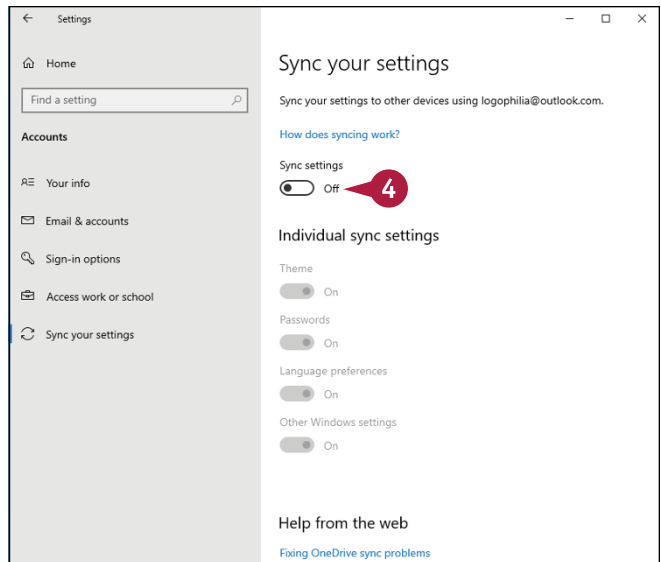 Settings
Home
Find a setting
Accounts
Your info
Email & accounts
Sign-in options
Access work or school
Sync your settings
Sync your settings
Sync your settings to other devices using logophilia@outlook.com.
How does syncing work?
Sync settings
Off 4
Individual sync settings
Theme
On
Passwords
On
Language preferences
On
Other Windows settings
On
Help from the web
Fixing OneDrive sync problems